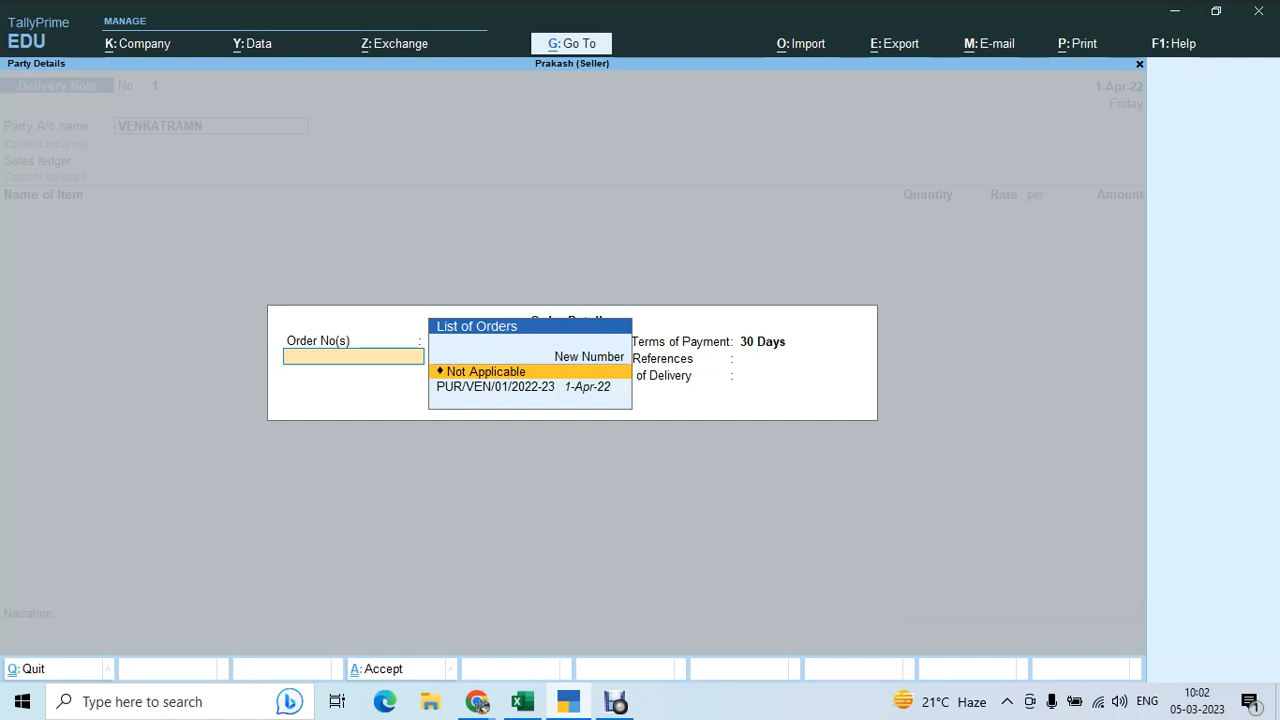 TallyPrime
EDU
MANAGE
K: Company
Y: Data
Z: Exchange
G: Go To
O: Import
E: Export
M: E-mail
P: Print
F1: Help
Party Details
Prakash (Seller)
Delivery Note No. 1
1-Apr-22
Friday
Party A/c name : VENKATRAMN
Current balance
Sales ledger
Current balance
Name of Item
Quantity
Rate per
Amount
Order No(s) :
List of Orders
New Number
♦ Not Applicable
PUR/VEN/01/2022-23 1-Apr-22
Terms of Payment: 30 Days
References :
of Delivery :
Narration:
Q: Quit
A: Accept
Type here to search
21°C Haze
ENG
10:02
05-03-2023
1